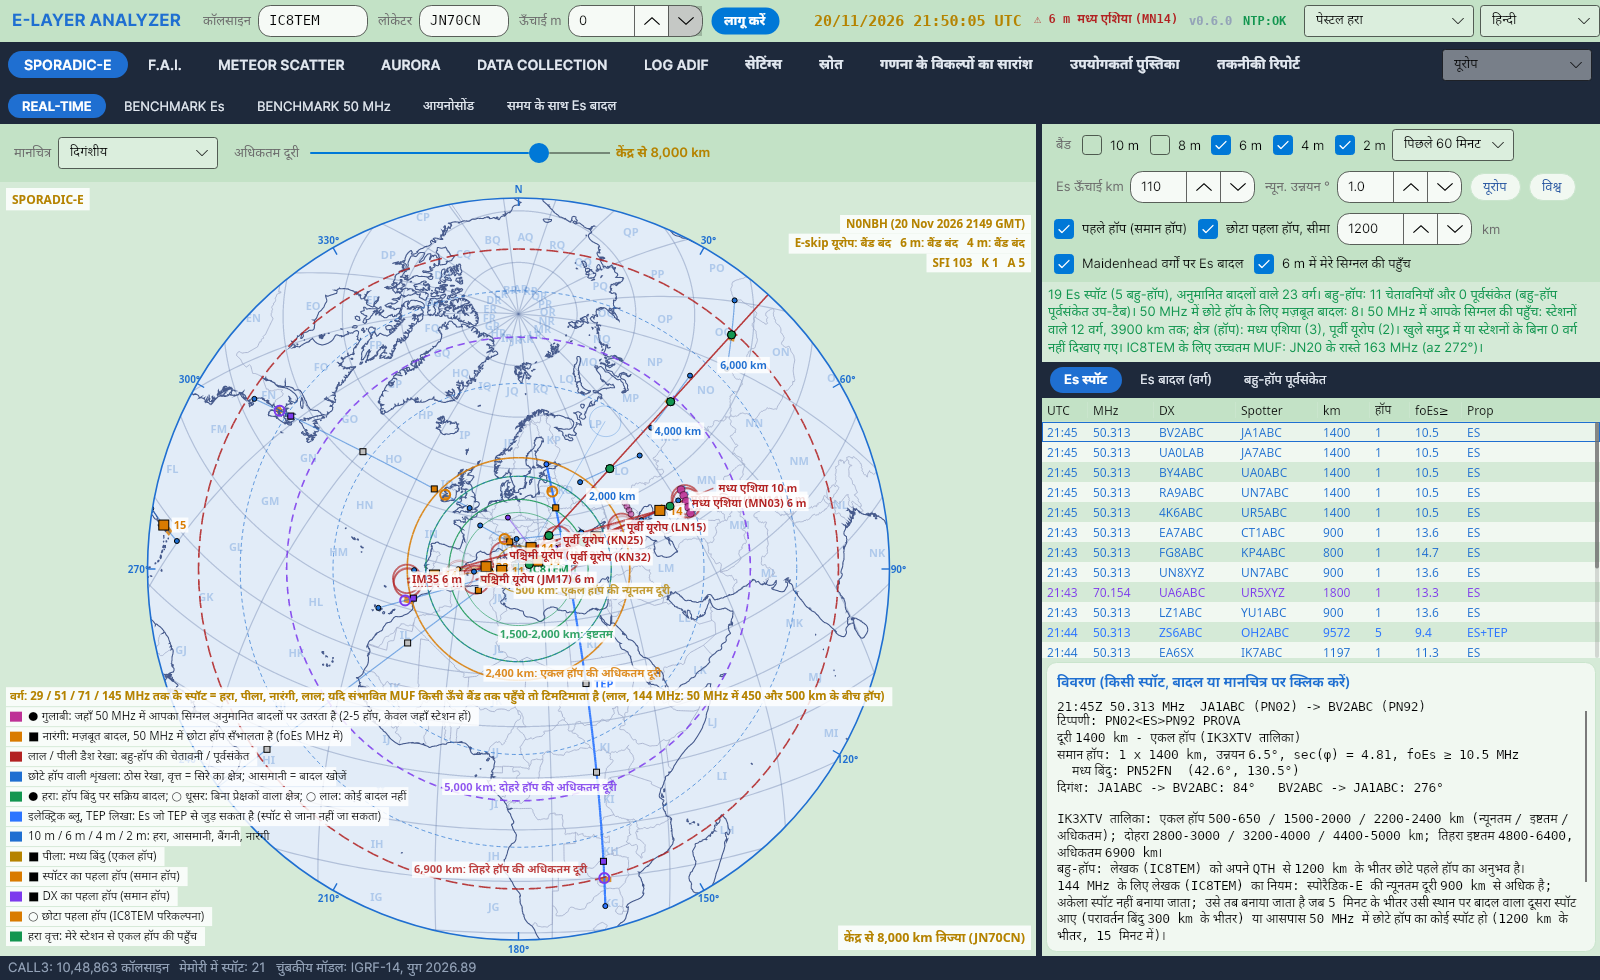 E-LAYER ANALYZER कॉलसाइन IC8TEM लोकेटर JN70CN ऊँचाई m 0 लागू करें 20/11/2026 21:50:05 UTC ⚠ 6 m मध्य एशिया (MN14) v0.6.0 NTP:OK पेस्टल हरा हिन्दी
SPORADIC-E F.A.I. METEOR SCATTER AURORA DATA COLLECTION LOG ADIF सेटिंग्स स्रोत गणना के विकल्पों का सारांश उपयोगकर्ता पुस्तिका तकनीकी रिपोर्ट यूरोप
REAL-TIME BENCHMARK Es BENCHMARK 50 MHz आयनोसोंड समय के साथ Es बादल
मानचित्र दिगंशीय अधिकतम दूरी केंद्र से 8,000 km
SPORADIC-E
N0NBH (20 Nov 2026 2149 GMT)
E-skip यूरोप: बैंड बंद 6 m: बैंड बंद 4 m: बैंड बंद
SFI 103 K 1 A 5
N
330° 30°
300° 60°
270° 90°
120°
210° 150°
180°
6,000 km
4,000 km
2,000 km
मध्य एशिया 10 m
मध्य एशिया (MN03) 6 m
4
15
पूर्वी यूरोप (LN15)
पूर्वी यूरोप (KN25)
पश्चिमी यूरोप (
पूर्वी यूरोप (KN32)
IC8TEM
IM35 6 m
पश्चिमी यूरोप (JM17) 6 m
500 km: एकल हॉप की न्यूनतम दूरी
1,500-2,000 km: इष्टतम
2,400 km: एकल हॉप की अधिकतम दूरी
TEP
5,000 km: दोहरे हॉप की अधिकतम दूरी
6,900 km: तिहरे हॉप की अधिकतम दूरी
वर्ग: 29 / 51 / 71 / 145 MHz तक के स्पॉट = हरा, पीला, नारंगी, लाल; यदि संभावित MUF किसी ऊँचे बैंड तक पहुँचे तो टिमटिमाता है (लाल, 144 MHz: 50 MHz में 450 और 500 km के बीच हॉप)
● गुलाबी: जहाँ 50 MHz में आपका सिग्नल अनुमानित बादलों पर उतरता है (2-5 हॉप, केवल जहाँ स्टेशन हों)
■ नारंगी: मज़बूत बादल, 50 MHz में छोटा हॉप सँभालता है (foEs MHz में)
लाल / पीली डैश रेखा: बहु-हॉप की चेतावनी / पूर्वसंकेत
छोटे हॉप वाली शृंखला: ठोस रेखा, वृत्त = सिरे का क्षेत्र; आसमानी = बादल खोजें
● हरा: हॉप बिंदु पर सक्रिय बादल; ○ धूसर: बिना प्रेक्षकों वाला क्षेत्र; ○ लाल: कोई बादल नहीं
इलेक्ट्रिक ब्लू, TEP लिखा: Es जो TEP से जुड़ सकता है (स्पॉट से जाना नहीं जा सकता)
10 m / 6 m / 4 m / 2 m: हरा, आसमानी, बैंगनी, नारंगी
■ पीला: मध्य बिंदु (एकल हॉप)
■ स्पॉटर का पहला हॉप (समान हॉप)
■ DX का पहला हॉप (समान हॉप)
○ छोटा पहला हॉप (IC8TEM परिकल्पना)
हरा वृत्त: मेरे स्टेशन से एकल हॉप की पहुँच
केंद्र से 8,000 km त्रिज्या (JN70CN)
बैंड 10 m 8 m 6 m 4 m 2 m पिछले 60 मिनट
Es ऊँचाई km 110 न्यून. उन्नयन ° 1.0 यूरोप विश्व
पहले हॉप (समान हॉप) छोटा पहला हॉप, सीमा 1200 km
Maidenhead वर्गों पर Es बादल 6 m में मेरे सिग्नल की पहुँच
19 Es स्पॉट (5 बहु-हॉप), अनुमानित बादलों वाले 23 वर्ग। बहु-हॉप: 11 चेतावनियाँ और 0 पूर्वसंकेत (बहु-हॉप
पूर्वसंकेत उप-टैब)। 50 MHz में छोटे हॉप के लिए मज़बूत बादल: 8। 50 MHz में आपके सिग्नल की पहुँच: स्टेशनों
वाले 12 वर्ग, 3900 km तक; क्षेत्र (हॉप): मध्य एशिया (3), पूर्वी यूरोप (2)। खुले समुद्र में या स्टेशनों के बिना 0 वर्ग
नहीं दिखाए गए। IC8TEM के लिए उच्चतम MUF: JN20 के रास्ते 163 MHz (az 272°)।
Es स्पॉट Es बादल (वर्ग) बहु-हॉप पूर्वसंकेत
UTC MHz DX Spotter km हॉप foEs≥ Prop
21:45 50.313 BV2ABC JA1ABC 1400 1 10.5 ES
21:45 50.313 UA0LAB JA7ABC 1400 1 10.5 ES
21:45 50.313 BY4ABC UA0ABC 1400 1 10.5 ES
21:45 50.313 RA9ABC UN7ABC 1400 1 10.5 ES
21:45 50.313 4K6ABC UR5ABC 1400 1 10.5 ES
21:43 50.313 EA7ABC CT1ABC 900 1 13.6 ES
21:43 50.313 FG8ABC KP4ABC 800 1 14.7 ES
21:43 50.313 UN8XYZ UN7ABC 900 1 13.6 ES
21:43 70.154 UA6ABC UR5XYZ 1800 1 13.3 ES
21:43 50.313 LZ1ABC YU1ABC 900 1 13.6 ES
21:44 50.313 ZS6ABC OH2ABC 9572 5 9.4 ES+TEP
21:44 50.313 EA6SX IK7ABC 1197 1 11.3 ES
विवरण (किसी स्पॉट, बादल या मानचित्र पर क्लिक करें)
21:45Z 50.313 MHz JA1ABC (PN02) -> BV2ABC (PN92)
टिप्पणी: PN02<ES>PN92 PROVA
दूरी 1400 km - एकल हॉप (IK3XTV तालिका)
समान हॉप: 1 x 1400 km, उन्नयन 6.5°, sec(φ) = 4.81, foEs ≥ 10.5 MHz
मध्य बिंदु: PN52FN (42.6°, 130.5°)
दिगंश: JA1ABC -> BV2ABC: 84° BV2ABC -> JA1ABC: 276°
IK3XTV तालिका: एकल हॉप 500-650 / 1500-2000 / 2200-2400 km (न्यूनतम / इष्टतम /
अधिकतम); दोहरा 2800-3000 / 3200-4000 / 4400-5000 km; तिहरा इष्टतम 4800-6400,
अधिकतम 6900 km।
बहु-हॉप: लेखक (IC8TEM) को अपने QTH से 1200 km के भीतर छोटे पहले हॉप का अनुभव है।
144 MHz के लिए लेखक (IC8TEM) का नियम: स्पोरैडिक-E की न्यूनतम दूरी 900 km से अधिक है;
अकेला स्पॉट नहीं बनाया जाता; उसे तब बनाया जाता है जब 5 मिनट के भीतर उसी स्थान पर बादल वाला दूसरा स्पॉट
आए (परावर्तन बिंदु 300 km के भीतर) या आसपास 50 MHz में छोटे हॉप का कोई स्पॉट हो (1200 km के
भीतर, 15 मिनट में)।
CALL3: 10,48,863 कॉलसाइन मेमोरी में स्पॉट: 21 चुंबकीय मॉडल: IGRF-14, युग 2026.89